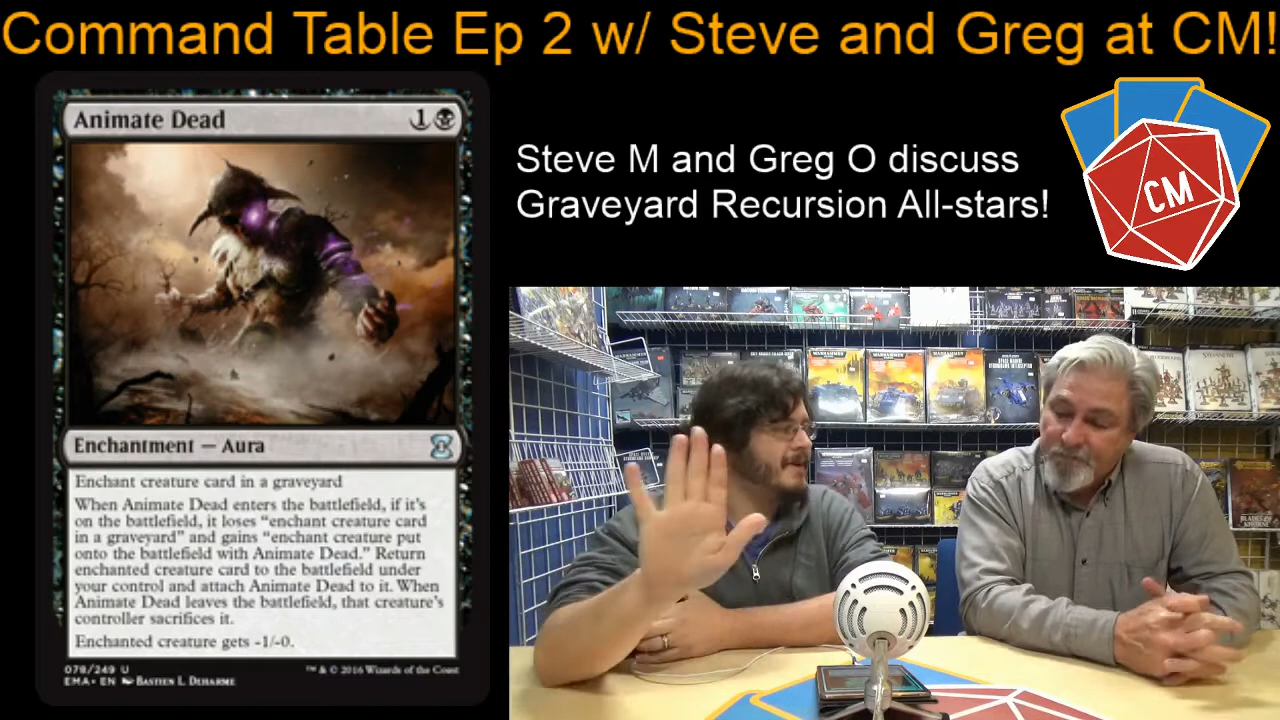 Command Table Ep 2 w/ Steve and Greg at CM!
Animate Dead
1
Steve M and Greg O discuss
Graveyard Recursion All-stars!
CM
Enchantment — Aura
Enchant creature card in a graveyard
When Animate Dead enters the battlefield, if it's
on the battlefield, it loses "enchant creature card
in a graveyard" and gains "enchant creature put
onto the battlefield with Animate Dead." Return
enchanted creature card to the battlefield under
your control and attach Animate Dead to it. When
Animate Dead leaves the battlefield, that creature's
controller sacrifices it.
Enchanted creature gets -1/-0.
078/249 U
EMA • EN Bastien L. Deharme
™ & © 2016 Wizards of the Coast
WARHAMMER
WARHAMMER
WARHAMMER